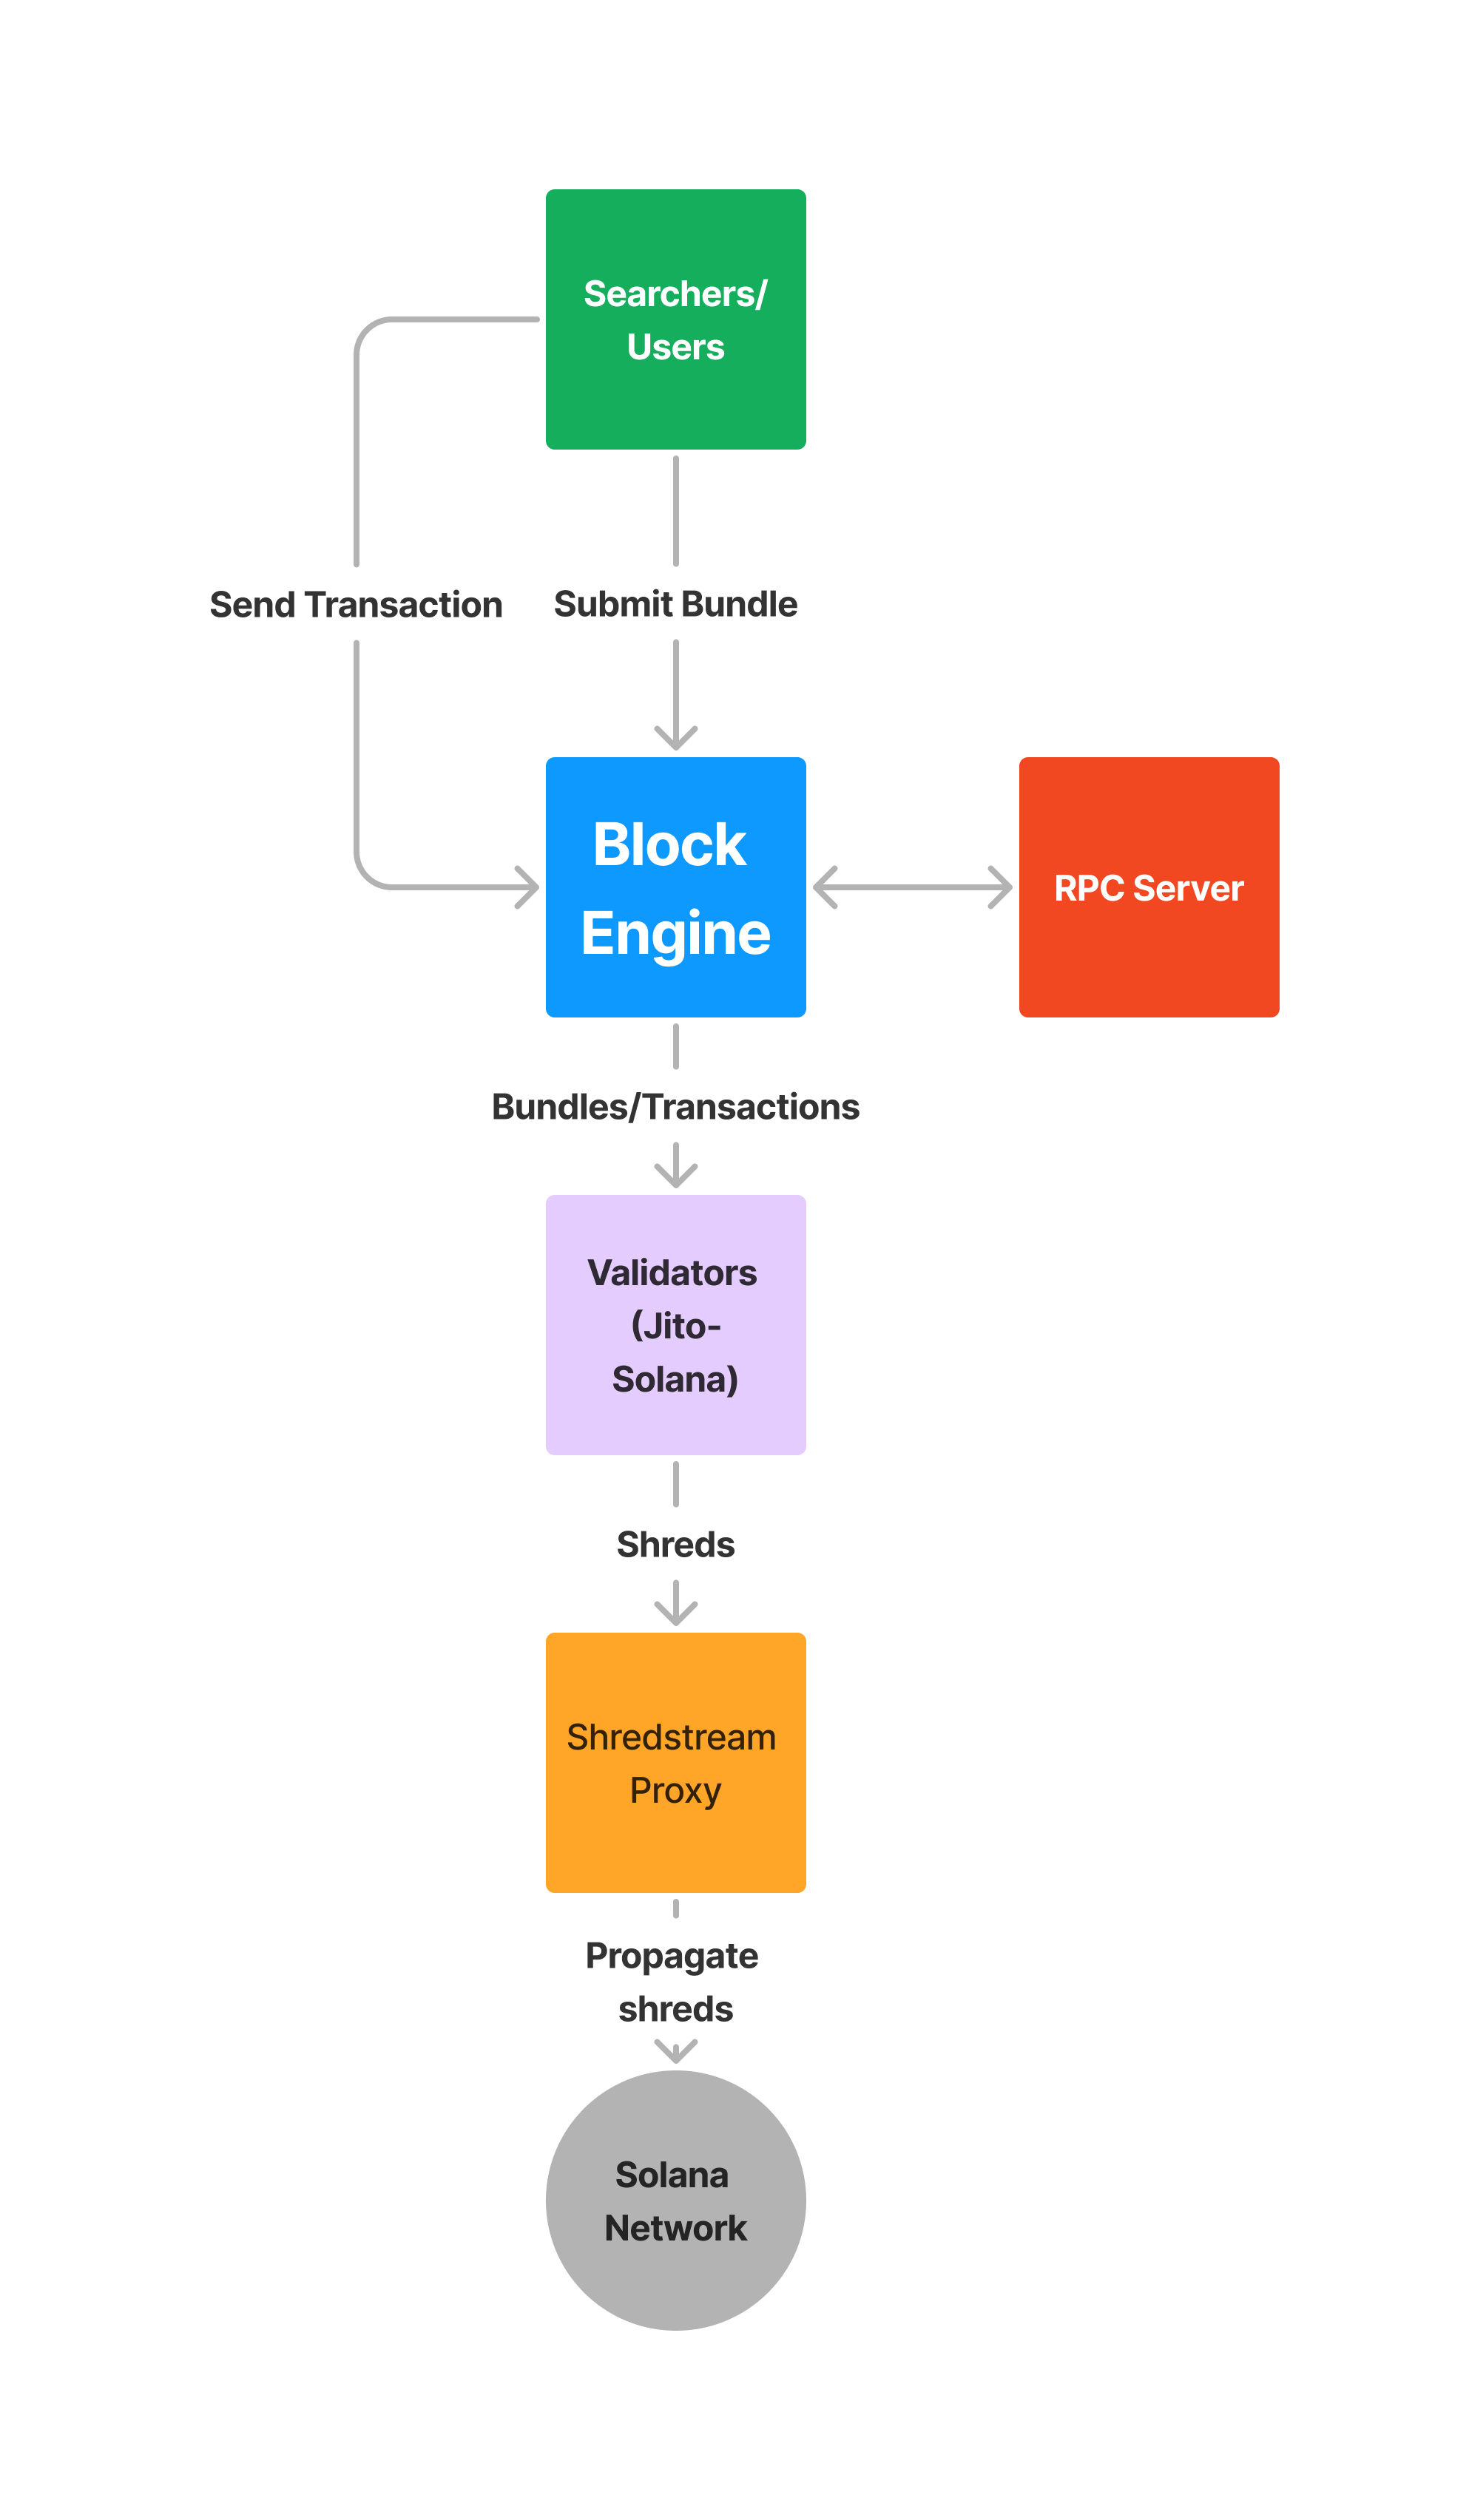 Searchers/
Users
Send Transaction
Submit Bundle
Block
Engine
RPC Server
Bundles/Transactions
Validators
(Jito-
Solana)
Shreds
Shredstream
Proxy
Propagate
shreds
Solana
Network